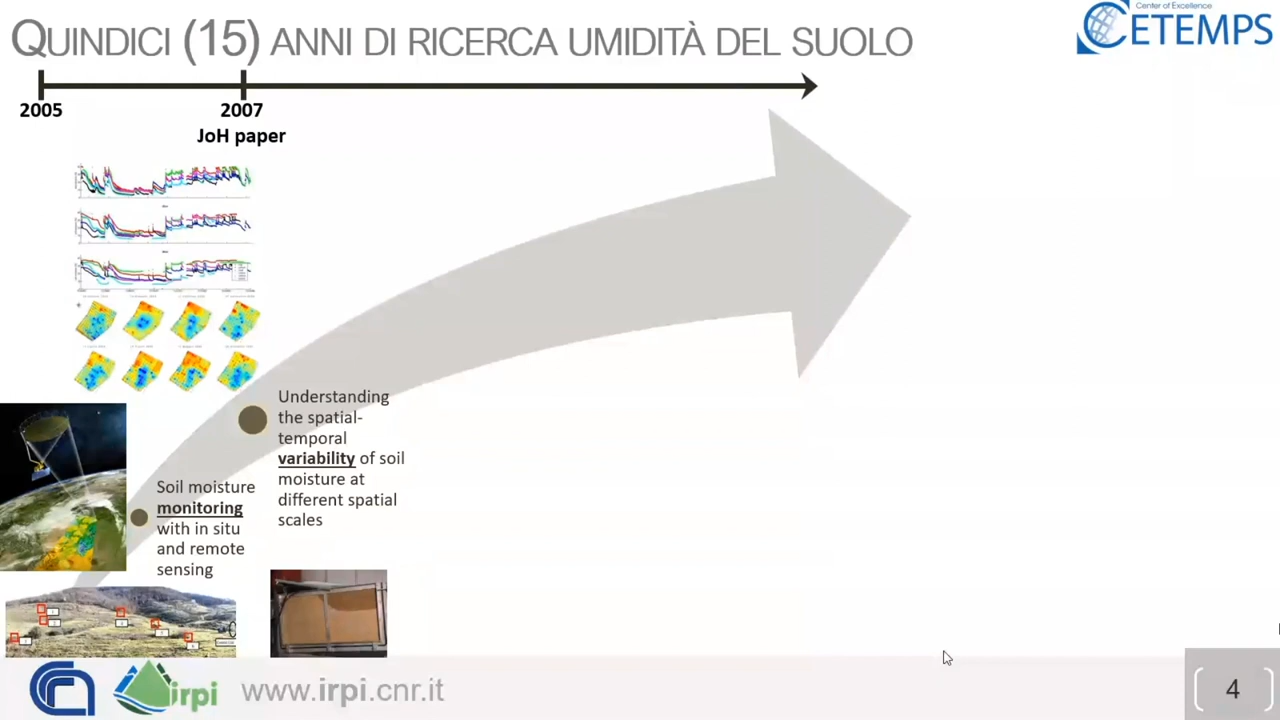 QUINDICI (15) ANNI DI RICERCA UMIDITÀ DEL SUOLO
Center of Excellence
CETEMPS
2005
2007
JoH paper
Understanding
the spatial-
temporal
variability of soil
moisture at
different spatial
scales
Soil moisture
monitoring
with in situ
and remote
sensing
irpi
www.irpi.cnr.it
4